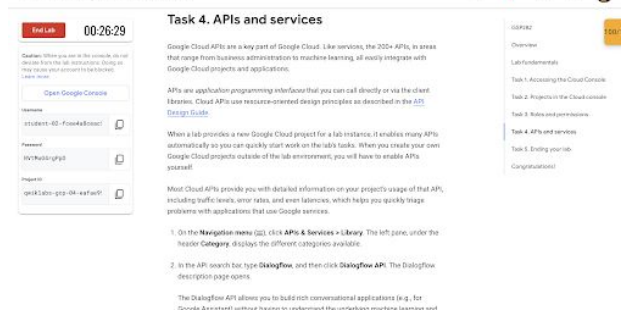 End Lab
00:26:29
Caution: When you are in the console, do not
deviate from the lab instructions. Doing so
may cause your account to be blocked.
Learn more.
Open Google Console
Username
Password
Project ID
Task 4. APIs and services
Google Cloud APIs are a key part of Google Cloud. Like services, the 200+ APIs, in areas
that range from business administration to machine learning, all easily integrate with
Google Cloud projects and applications.
APIs are application programming interfaces that you can call directly or via the client
libraries. Cloud APIs use resource-oriented design principles as described in the API
Design Guide.
When a lab provides a new Google Cloud project for a lab instance, it enables many APIs
automatically so you can quickly start work on the lab's tasks. When you create your own
Google Cloud projects outside of the lab environment, you will have to enable APIs
yourself.
Most Cloud APIs provide you with detailed information on your project's usage of that API,
including traffic levels, error rates, and even latencies, which helps you quickly triage
problems with applications that use Google services.
1. On the Navigation menu (), click APIs & Services > Library. The left pane, under the
header Category, displays the different categories available.
2. In the API search bar, type Dialogflow, and then click Dialogflow API. The Dialogflow
description page opens.
The Dialogflow API allows you to build rich conversational applications (e.g., for
Google Assistant) without having to understand the underlying machine learning and
GSP282
Overview
Lab fundamentals
Task 1. Accessing the Cloud Console
Task 2. Projects in the Cloud console
Task 3. Roles and permissions
Task 4. APIs and services
Task 5. Ending your lab
Congratulations!
100/